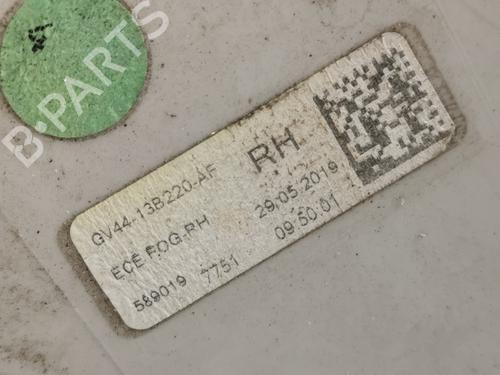 B-PARTS
GV44-13B220-AF RH
ECE FOG RH 29.05.2019
589019 7751 09:50:01